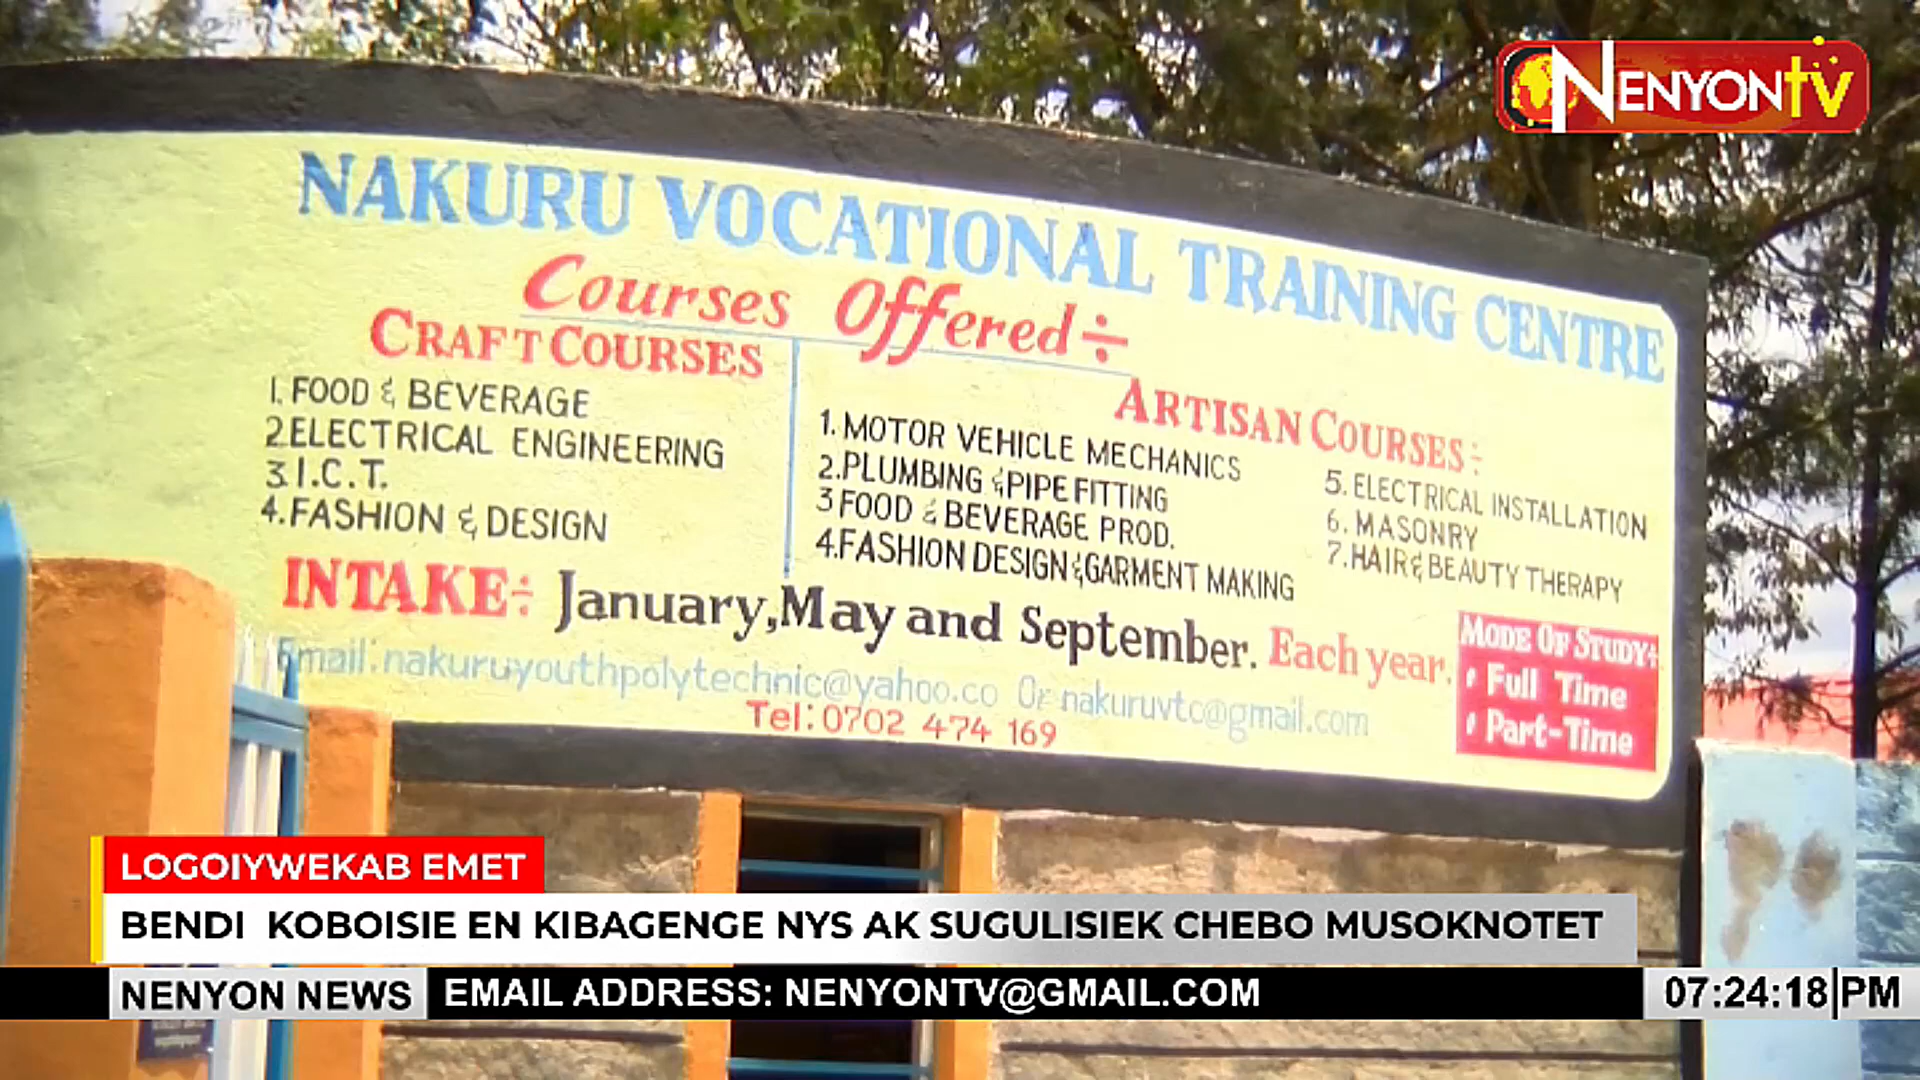 NENYONTV
NAKURU VOCATIONAL TRAINING CENTRE
Courses Offered÷
CRAFT COURSES
1. FOOD & BEVERAGE
2 ELECTRICAL ENGINEERING
3 I.C.T.
4. FASHION & DESIGN
ARTISAN COURSES÷
1. MOTOR VEHICLE MECHANICS
2. PLUMBING & PIPE FITTING
3 FOOD & BEVERAGE PROD.
4. FASHION DESIGN & GARMENT MAKING
5. ELECTRICAL INSTALLATION
6. MASONRY
7. HAIR & BEAUTY THERAPY
INTAKE÷ January, May and September. Each year.
Email: nakuruyouthpolytechnic@yahoo.co Or nakuruvtc@gmail.com
Tel: 0702 474 169
MODE OF STUDY÷
• Full Time
• Part-Time
LOGOIYWEKAB EMET
BENDI KOBOISIE EN KIBAGENGE NYS AK SUGULISIEK CHEBO MUSOKNOTET
NENYON NEWS EMAIL ADDRESS: NENYONTV@GMAIL.COM 07:24:18 PM